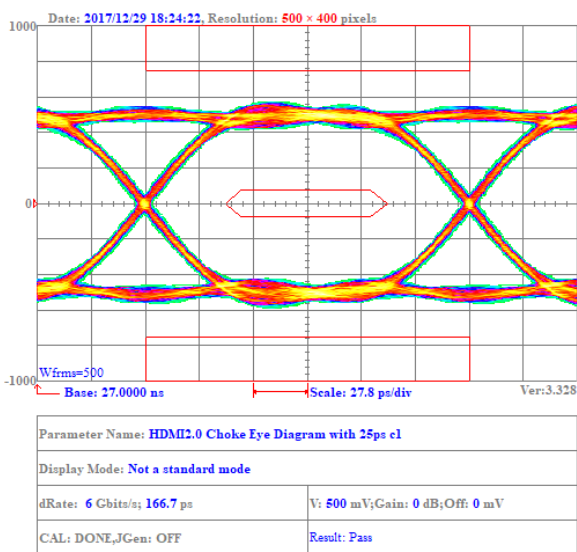 Date: 2017/12/29 18:24:22, Resolution: 500 × 400 pixels
1000
0
-1000
Wfrms=500
Base: 27.0000 ns
Scale: 27.8 ps/div
Ver:3.328
Parameter Name: HDMI2.0 Choke Eye Diagram with 25ps c1
Display Mode: Not a standard mode
dRate: 6 Gbits/s; 166.7 ps
V: 500 mV;Gain: 0 dB;Off: 0 mV
CAL: DONE,JGen: OFF
Result: Pass